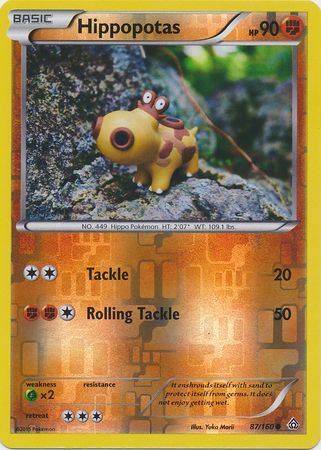 BASIC
Hippopotas HP 90
NO. 449 Hippo Pokémon HT: 2'07" WT: 109.1 lbs.
Tackle 20
Rolling Tackle 50
weakness resistance
×2
It enshrouds itself with sand to
protect itself from germs. It does
not enjoy getting wet.
retreat
©2015 Pokémon Illus. Yuka Morii 87/160